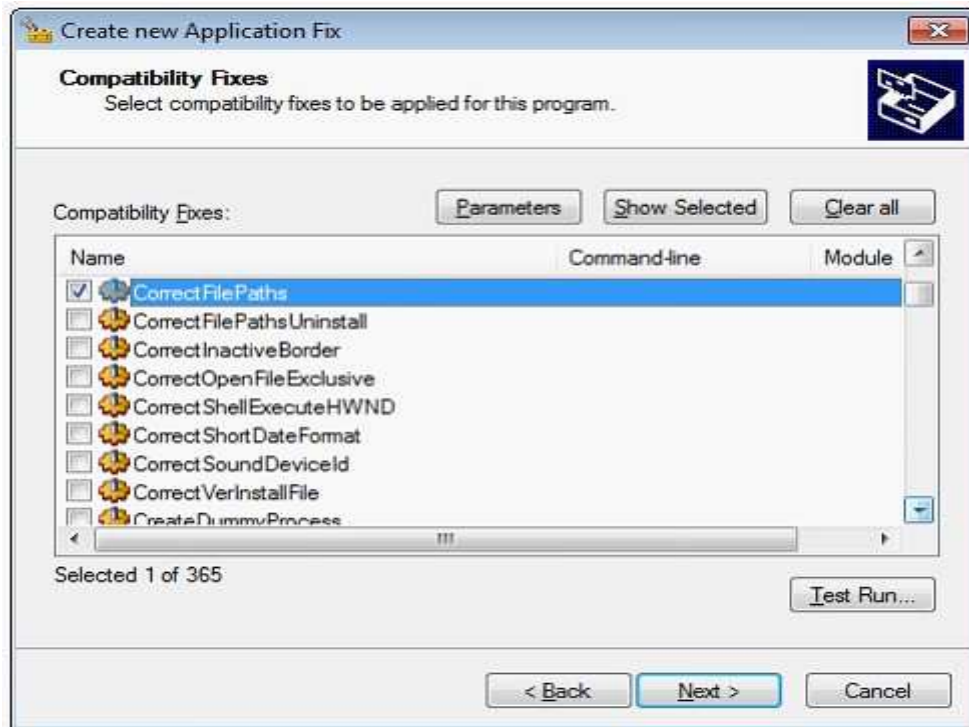 Create new Application Fix
Compatibility Fixes
Select compatibility fixes to be applied for this program.
Compatibility Fixes:
Parameters
Show Selected
Clear all
Name Command-line Module
CorrectFilePaths
CorrectFilePathsUninstall
CorrectInactiveBorder
CorrectOpenFileExclusive
CorrectShellExecuteHWND
CorrectShortDateFormat
CorrectSoundDeviceId
CorrectVerInstallFile
CreateDummyProcess
Selected 1 of 365
Test Run...
< Back
Next >
Cancel